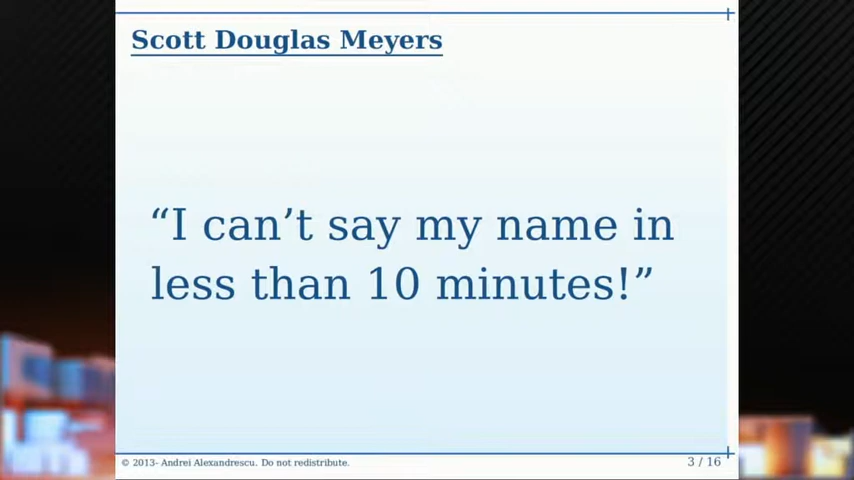 Scott Douglas Meyers
“I can’t say my name in
less than 10 minutes!”
© 2013- Andrei Alexandrescu. Do not redistribute.
3 / 16